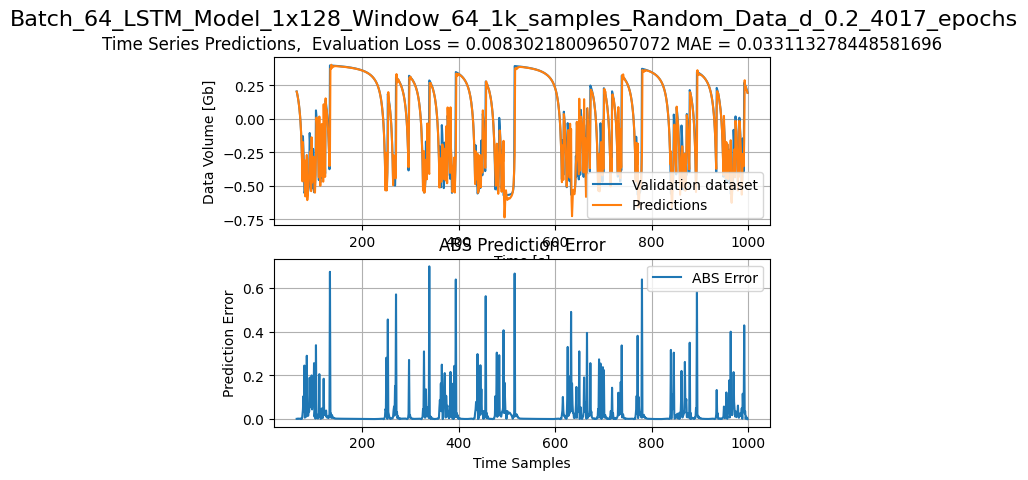 Batch_64_LSTM_Model_1x128_Window_64_1k_samples_Random_Data_d_0.2_4017_epochs
Time Series Predictions,  Evaluation Loss = 0.008302180096507072 MAE = 0.033113278448581696
Data Volume [Gb]
0.25
0.00
−0.25
−0.50
−0.75
Validation dataset
Predictions
200 400 600 800 1000
Time [s]
ABS Prediction Error
Prediction Error
0.6
0.4
0.2
0.0
ABS Error
200 400 600 800 1000
Time Samples